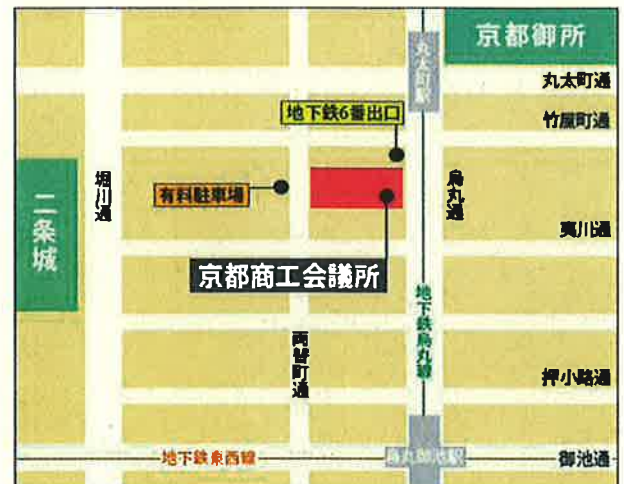 京都御所
丸太町駅
丸太町通
地下鉄6番出口
竹屋町通
堀川通
有料駐車場
烏丸通
二条城
夷川通
京都商工会議所
地下鉄烏丸線
両替町通
押小路通
地下鉄東西線
烏丸御池駅
御池通